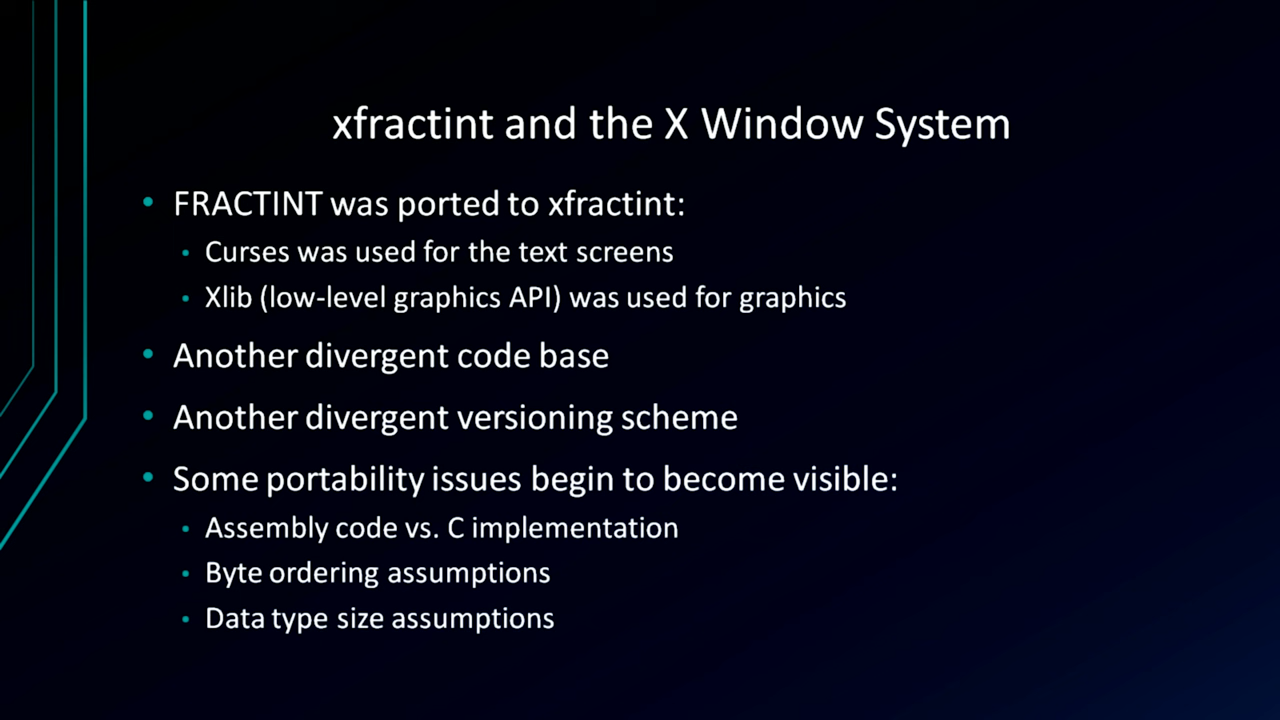 xfractint and the X Window System
• FRACTINT was ported to xfractint:
• Curses was used for the text screens
• Xlib (low-level graphics API) was used for graphics
• Another divergent code base
• Another divergent versioning scheme
• Some portability issues begin to become visible:
• Assembly code vs. C implementation
• Byte ordering assumptions
• Data type size assumptions